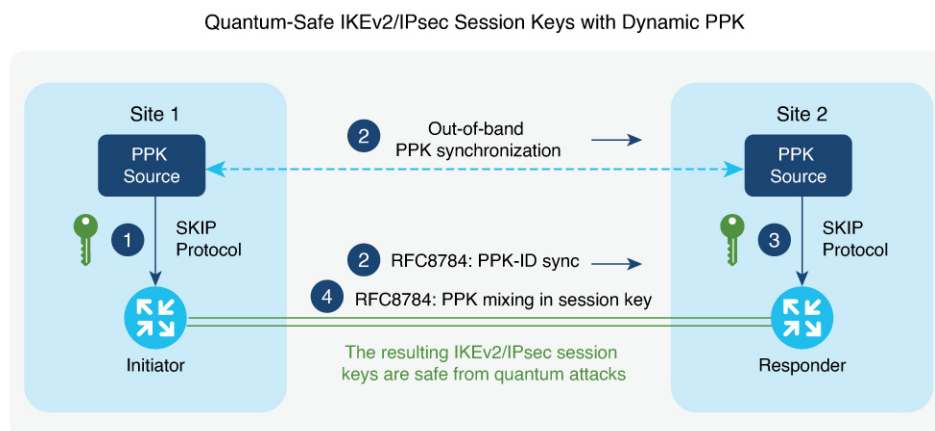 Quantum-Safe IKEv2/IPsec Session Keys with Dynamic PPK
Site 1
PPK
Source
1
SKIP
Protocol
Initiator
2
Out-of-band
PPK synchronization
2
RFC8784: PPK-ID sync
4
RFC8784: PPK mixing in session key
The resulting IKEv2/IPsec session
keys are safe from quantum attacks
Site 2
PPK
Source
3
SKIP
Protocol
Responder